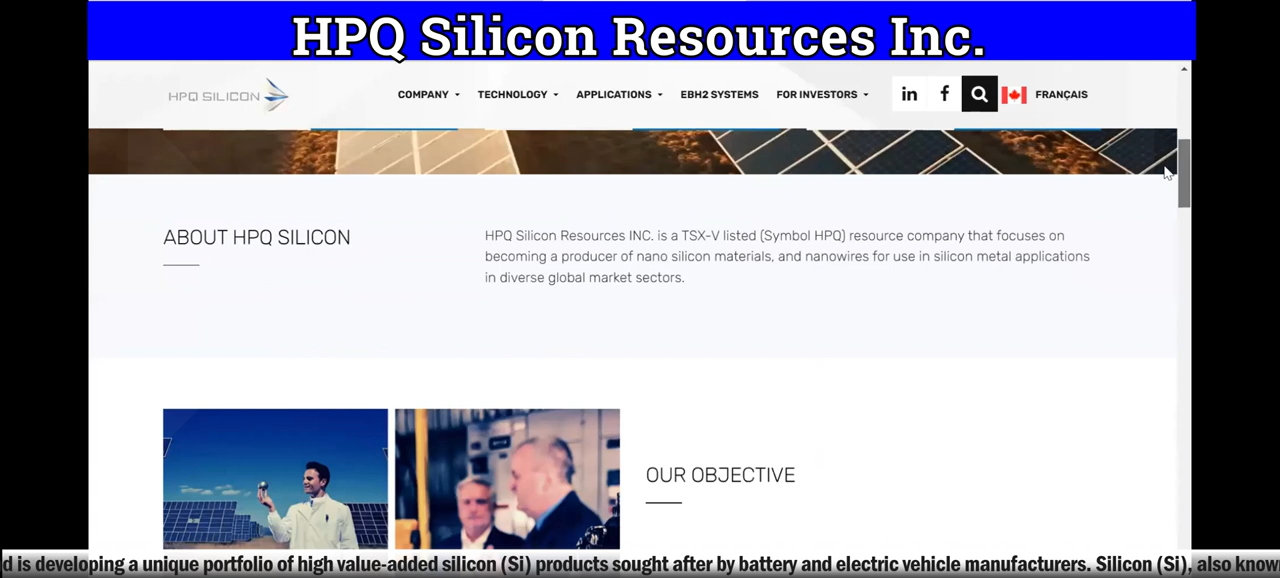 HPQ Silicon Resources Inc.
HPQ SILICON
COMPANY TECHNOLOGY APPLICATIONS EBH2 SYSTEMS FOR INVESTORS in f FRANÇAIS
ABOUT HPQ SILICON
HPQ Silicon Resources INC. is a TSX-V listed (Symbol HPQ) resource company that focuses on
becoming a producer of nano silicon materials, and nanowires for use in silicon metal applications
in diverse global market sectors.
OUR OBJECTIVE
d is developing a unique portfolio of high value-added silicon (Si) products sought after by battery and electric vehicle manufacturers. Silicon (Si), also know